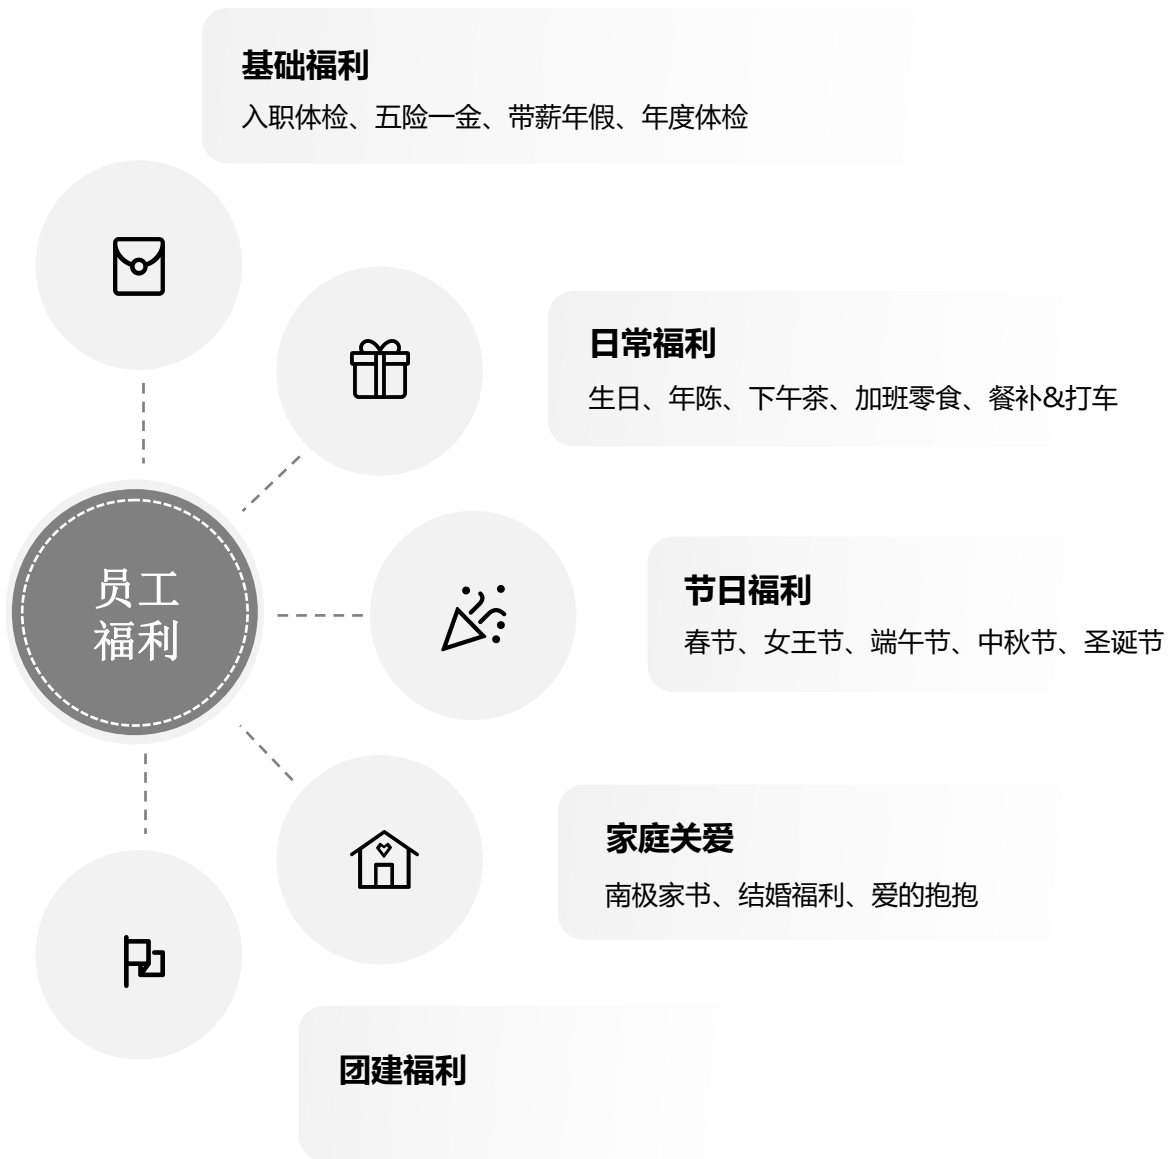 基础福利
入职体检、五险一金、带薪年假、年度体检
日常福利
生日、年陈、下午茶、加班零食、餐补&打车
员工
福利
节日福利
春节、女王节、端午节、中秋节、圣诞节
家庭关爱
南极家书、结婚福利、爱的抱抱
团建福利